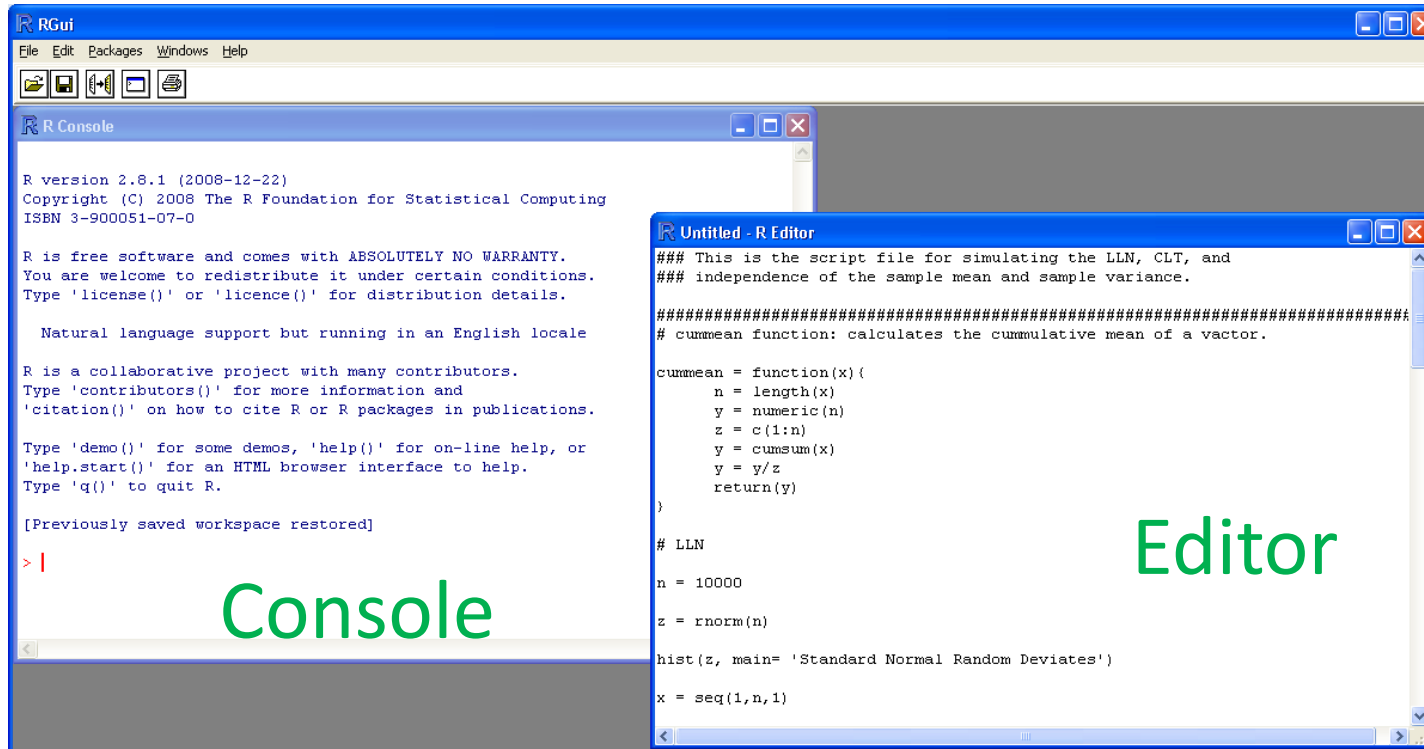 RGui
File Edit Packages Windows Help
R Console
R version 2.8.1 (2008-12-22)
Copyright (C) 2008 The R Foundation for Statistical Computing
ISBN 3-900051-07-0
R is free software and comes with ABSOLUTELY NO WARRANTY.
You are welcome to redistribute it under certain conditions.
Type 'license()' or 'licence()' for distribution details.
Natural language support but running in an English locale
R is a collaborative project with many contributors.
Type 'contributors()' for more information and
'citation()' on how to cite R or R packages in publications.
Type 'demo()' for some demos, 'help()' for on-line help, or
'help.start()' for an HTML browser interface to help.
Type 'q()' to quit R.
[Previously saved workspace restored]
>
Console
Untitled - R Editor
### This is the script file for simulating the LLN, CLT, and
### independence of the sample mean and sample variance.
###############################################################################
# cummean function: calculates the cummulative mean of a vactor.
cummean = function(x){
n = length(x)
y = numeric(n)
z = c(1:n)
y = cumsum(x)
y = y/z
return(y)
}
# LLN
n = 10000
z = rnorm(n)
hist(z, main= 'Standard Normal Random Deviates')
x = seq(1,n,1)
Editor